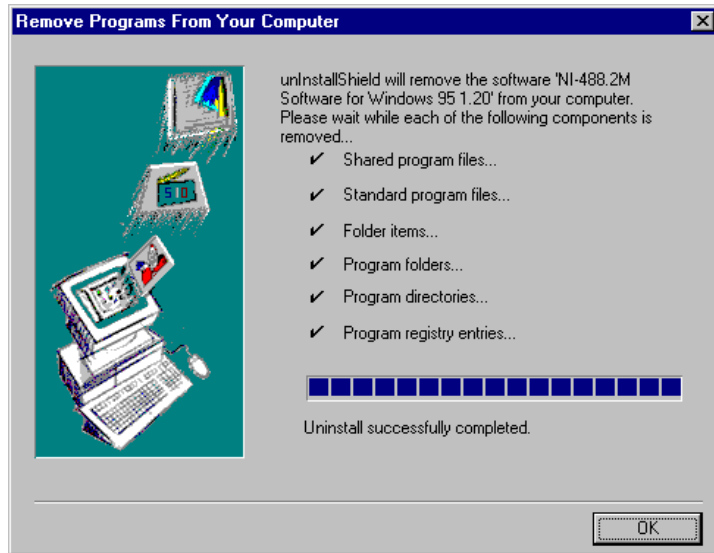 Remove Programs From Your Computer
unInstallShield will remove the software 'NI-488.2M
Software for Windows 95 1.20' from your computer.
Please wait while each of the following components is
removed...
✔ Shared program files...
✔ Standard program files...
✔ Folder items...
✔ Program folders...
✔ Program directories...
✔ Program registry entries...
Uninstall successfully completed.
OK